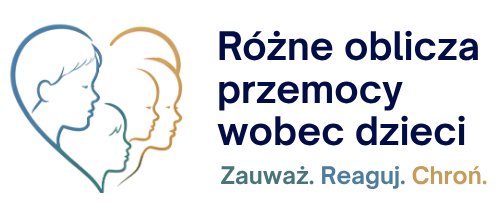 Różne oblicza
przemocy
wobec dzieci
Zauważ. Reaguj. Chroń.